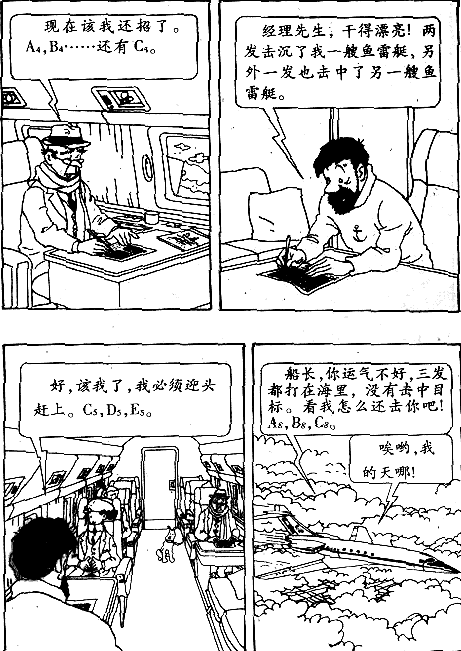 现在该我还招了。
A₄,B₄……还有C₄。
经理先生,干得漂亮!两
发击沉了我一艘鱼雷艇,另
外一发也击中了另一艘鱼
雷艇。
好,该我了,我必须迎头
赶上。C₅,D₅,E₅。
船长,你运气不好,三发
都打在海里,没有击中目
标。看我怎么还击你吧!
A₈,B₈,C₈。
唉哟,我
的天哪!